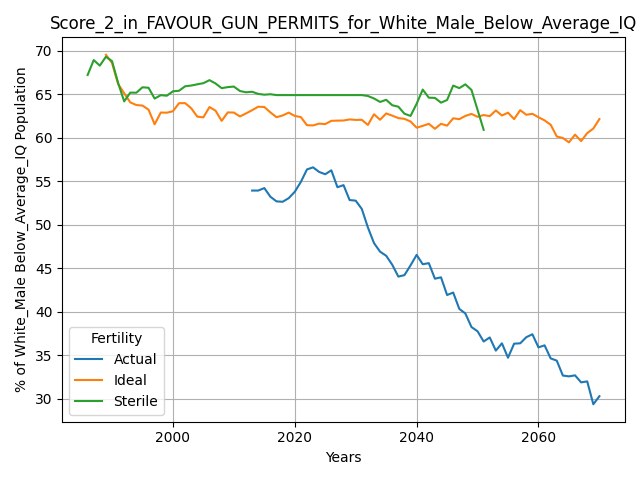 Score_2_in_FAVOUR_GUN_PERMITS_for_White_Male_Below_Average_IQ
% of White_Male Below_Average_IQ Population
70
65
60
55
50
45
40
35
30
Fertility
Actual
Ideal
Sterile
2000
2020
2040
2060
Years